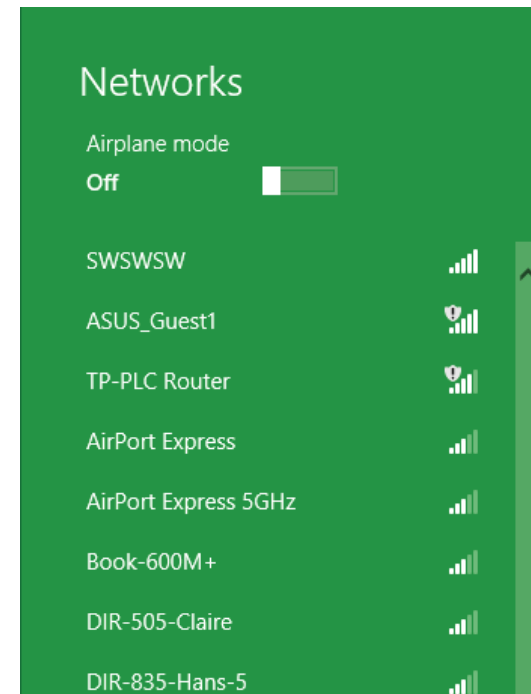 Networks
Airplane mode
Off
SWSWSW
ASUS_Guest1
TP-PLC Router
AirPort Express
AirPort Express 5GHz
Book-600M+
DIR-505-Claire
DIR-835-Hans-5